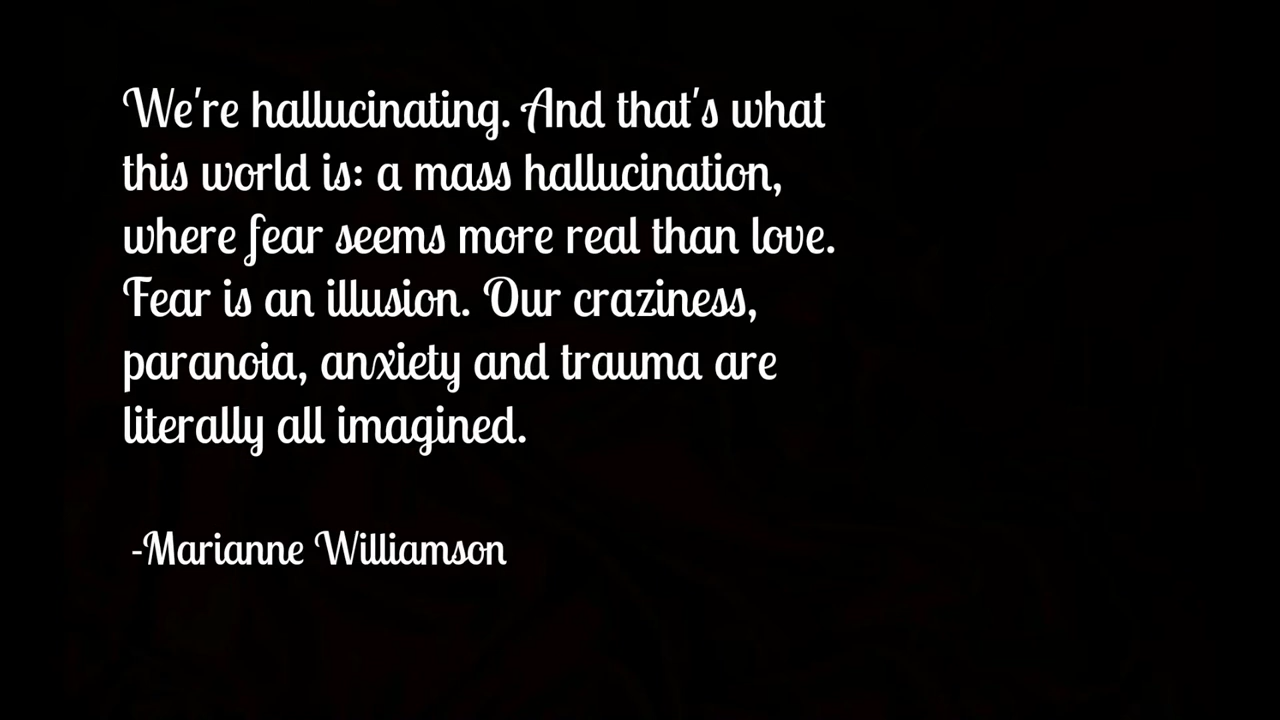 We're hallucinating. And that's what
this world is: a mass hallucination,
where fear seems more real than love.
Fear is an illusion. Our craziness,
paranoia, anxiety and trauma are
literally all imagined.
-Marianne Williamson